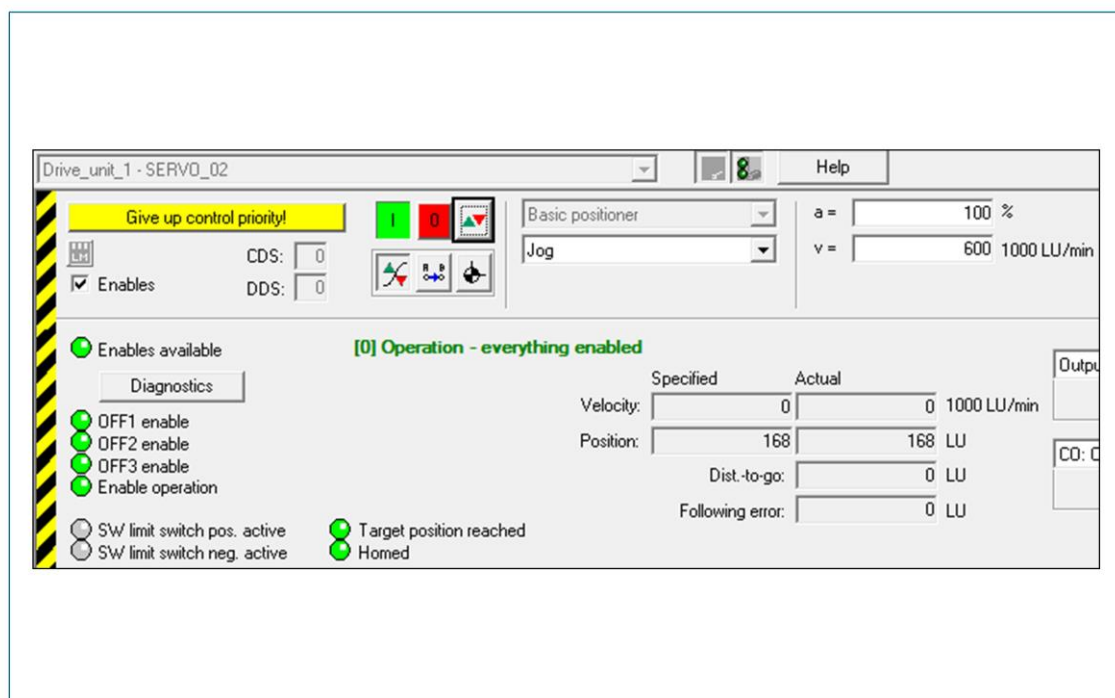 Drive_unit_1 - SERVO_02
Help
Give up control priority!
I
0
Basic positioner
a =
100 %
LM
CDS: 0
Jog
v =
600 1000 LU/min
Enables
DDS: 0
Enables available
[0] Operation - everything enabled
Diagnostics
Specified Actual
OFF1 enable
Velocity: 0 0 1000 LU/min
OFF2 enable
Position: 168 168 LU
OFF3 enable
Dist.-to-go: 0 LU
Enable operation
Following error: 0 LU
SW limit switch pos. active
Target position reached
SW limit switch neg. active
Homed
CO: